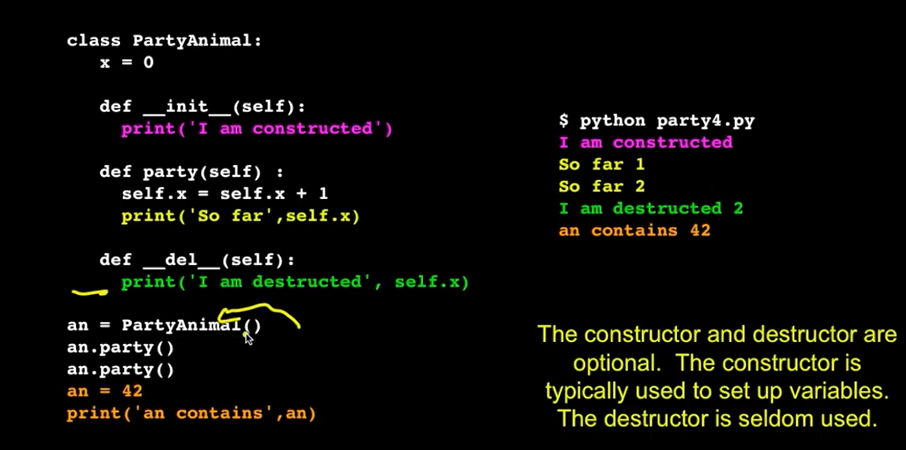 class PartyAnimal:
   x = 0
   def __init__(self):
     print('I am constructed')
   def party(self) :
     self.x = self.x + 1
     print('So far',self.x)
   def __del__(self):
     print('I am destructed', self.x)
an = PartyAnimal()
an.party()
an.party()
an = 42
print('an contains',an)
$ python party4.py
I am constructed
So far 1
So far 2
I am destructed 2
an contains 42
The constructor and destructor are
optional.  The constructor is
typically used to set up variables.
The destructor is seldom used.